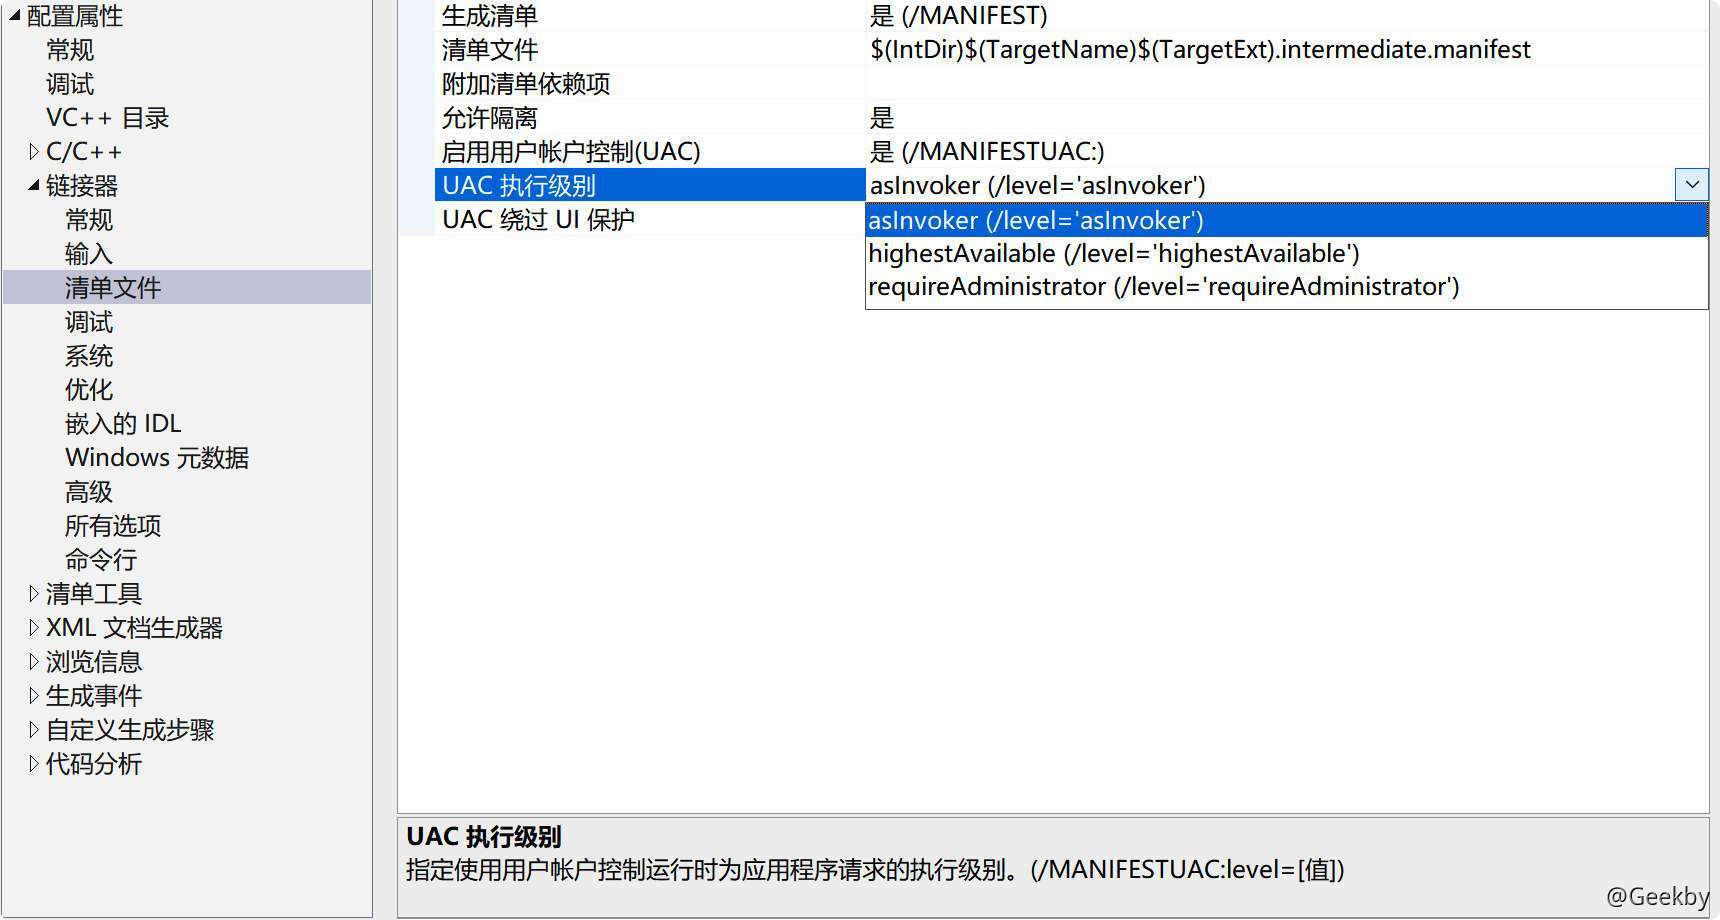 配置属性
常规
调试
VC++ 目录
C/C++
链接器
常规
输入
清单文件
调试
系统
优化
嵌入的 IDL
Windows 元数据
高级
所有选项
命令行
清单工具
XML 文档生成器
浏览信息
生成事件
自定义生成步骤
代码分析
生成清单 是 (/MANIFEST)
清单文件 $(IntDir)$(TargetName)$(TargetExt).intermediate.manifest
附加清单依赖项
允许隔离 是
启用用户帐户控制(UAC) 是 (/MANIFESTUAC:)
UAC 执行级别 asInvoker (/level='asInvoker')
UAC 绕过 UI 保护
asInvoker (/level='asInvoker')
highestAvailable (/level='highestAvailable')
requireAdministrator (/level='requireAdministrator')
UAC 执行级别
指定使用用户帐户控制运行时为应用程序请求的执行级别。(/MANIFESTUAC:level=[值])
@Geekby